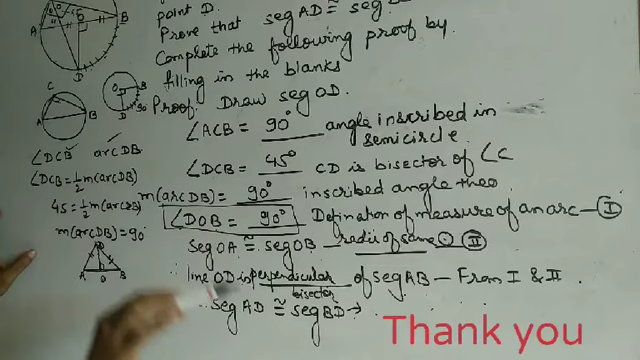 point D.
Prove that seg AD ≅ seg
Complete the following proof by
filling in the blanks
Proof: Draw seg OD.
∠ACB = 90° angle inscribed in semicircle
∠DCB = 45° CD is bisector of ∠C
m(arc DB) = 90° inscribed angle theo
∠DOB = 90° Defination of measure of an arc – I
seg OA ≅ seg OB – radii of same ⊙ II
∴ line OD is perpendicular bisector of seg AB – From I & II.
∴ seg AD ≅ seg BD →
∠DCB arc DB
∠DCB = 1/2 m(arc DB)
45 = 1/2 m(arc DB)
m(arc DB) = 90°
A
B
D
C
A
B
O
B
D
90
D
A
O
B
Thank you